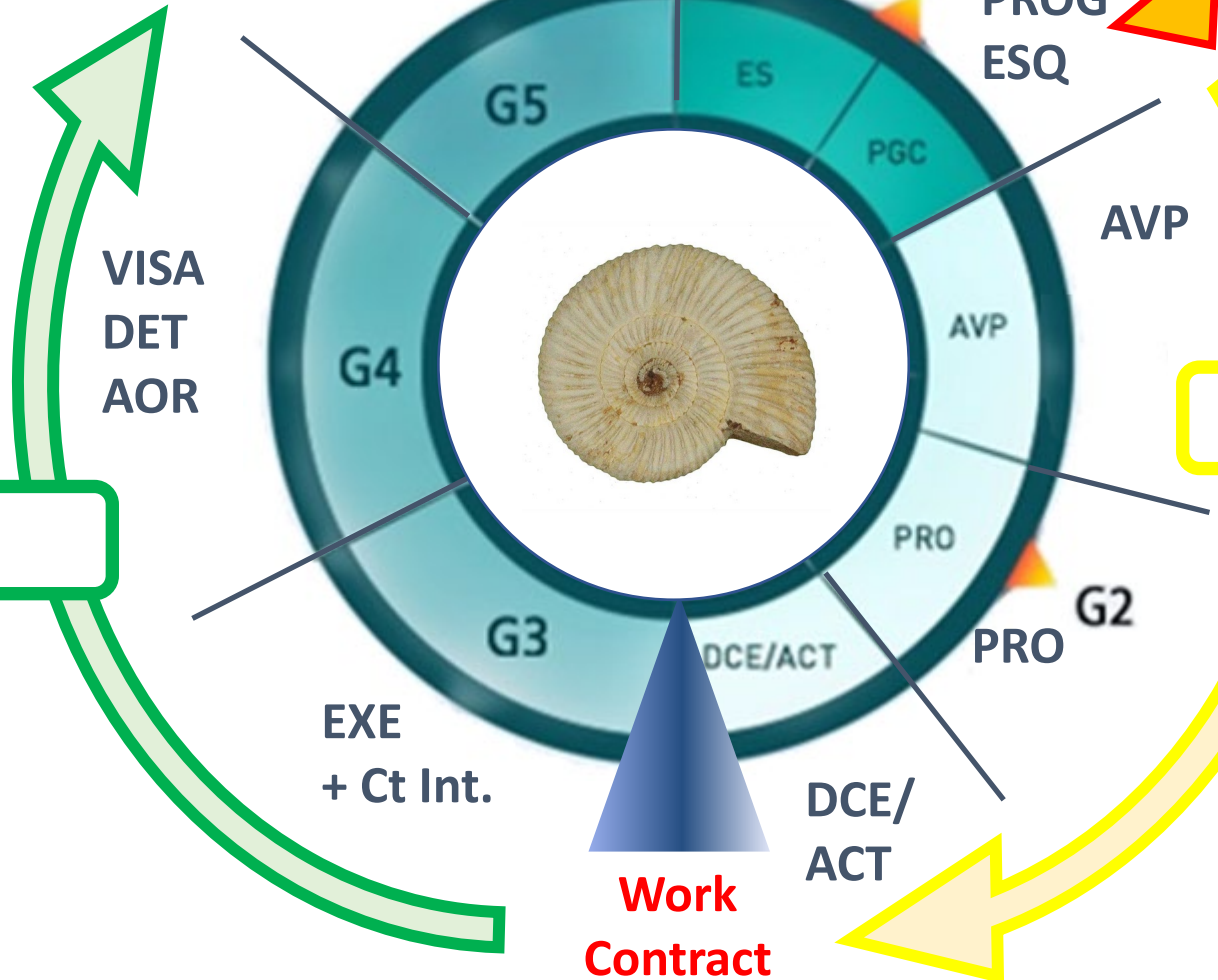 PROG
ESQ
ES
G5
PGC
AVP
VISA
DET
AOR
AVP
G4
PRO
G2
PRO
G3
DCE/ACT
EXE
+ Ct Int.
DCE/
ACT
Work
Contract